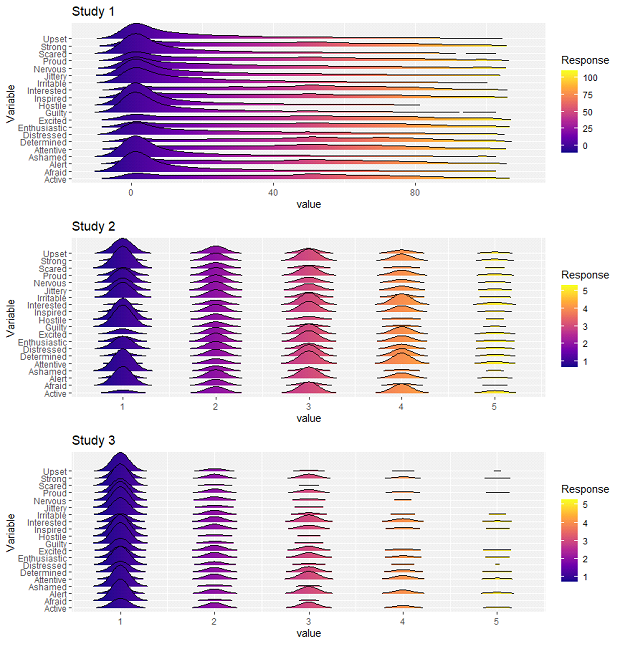 Study 1
Upset
Strong
Scared
Proud
Nervous
Jittery
Irritable
Interested
Inspired
Hostile
Guilty
Excited
Enthusiastic
Distressed
Determined
Attentive
Ashamed
Alert
Afraid
Active
Variable
0 40 80
value
Response
100
75
50
25
0
Study 2
Upset
Strong
Scared
Proud
Nervous
Jittery
Irritable
Interested
Inspired
Hostile
Guilty
Excited
Enthusiastic
Distressed
Determined
Attentive
Ashamed
Alert
Afraid
Active
Variable
1 2 3 4 5
value
Response
5
4
3
2
1
Study 3
Upset
Strong
Scared
Proud
Nervous
Jittery
Irritable
Interested
Inspired
Hostile
Guilty
Excited
Enthusiastic
Distressed
Determined
Attentive
Ashamed
Alert
Afraid
Active
Variable
1 2 3 4 5
value
Response
5
4
3
2
1